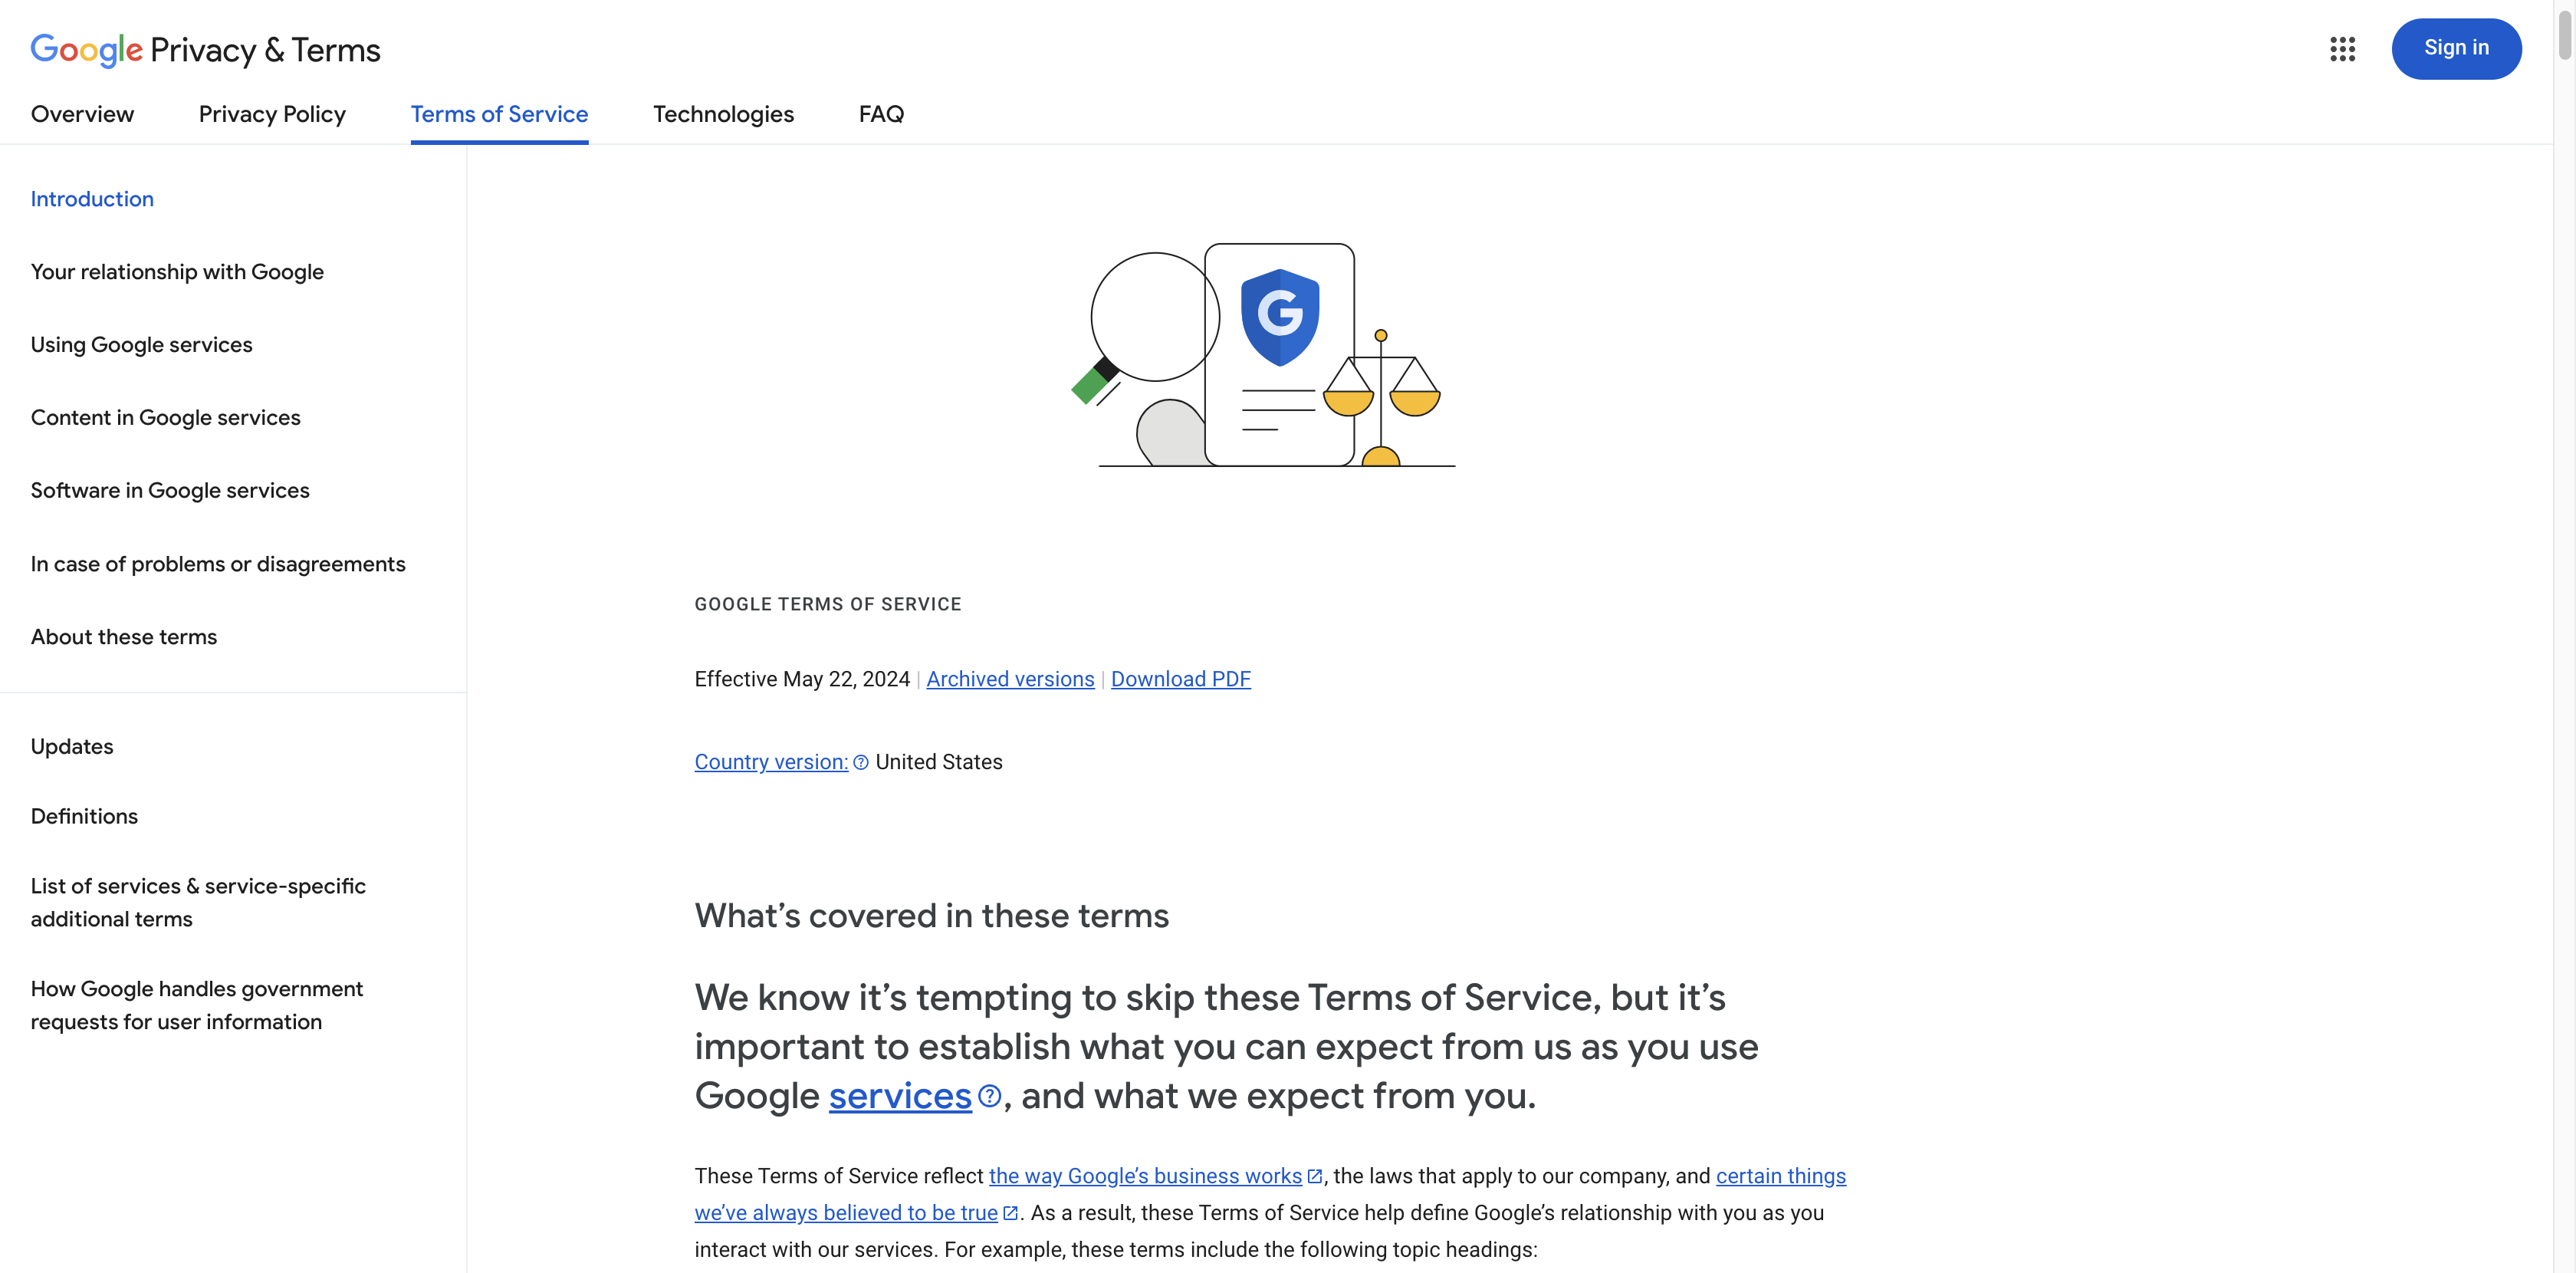 Google Privacy & Terms
Sign in
Overview
Privacy Policy
Terms of Service
Technologies
FAQ
Introduction
Your relationship with Google
Using Google services
Content in Google services
Software in Google services
In case of problems or disagreements
About these terms
Updates
Definitions
List of services & service-specific
additional terms
How Google handles government
requests for user information
G
GOOGLE TERMS OF SERVICE
Effective May 22, 2024 | Archived versions | Download PDF
Country version: United States
What’s covered in these terms
We know it’s tempting to skip these Terms of Service, but it’s
important to establish what you can expect from us as you use
Google services, and what we expect from you.
These Terms of Service reflect the way Google’s business works, the laws that apply to our company, and certain things
we’ve always believed to be true. As a result, these Terms of Service help define Google’s relationship with you as you
interact with our services. For example, these terms include the following topic headings: